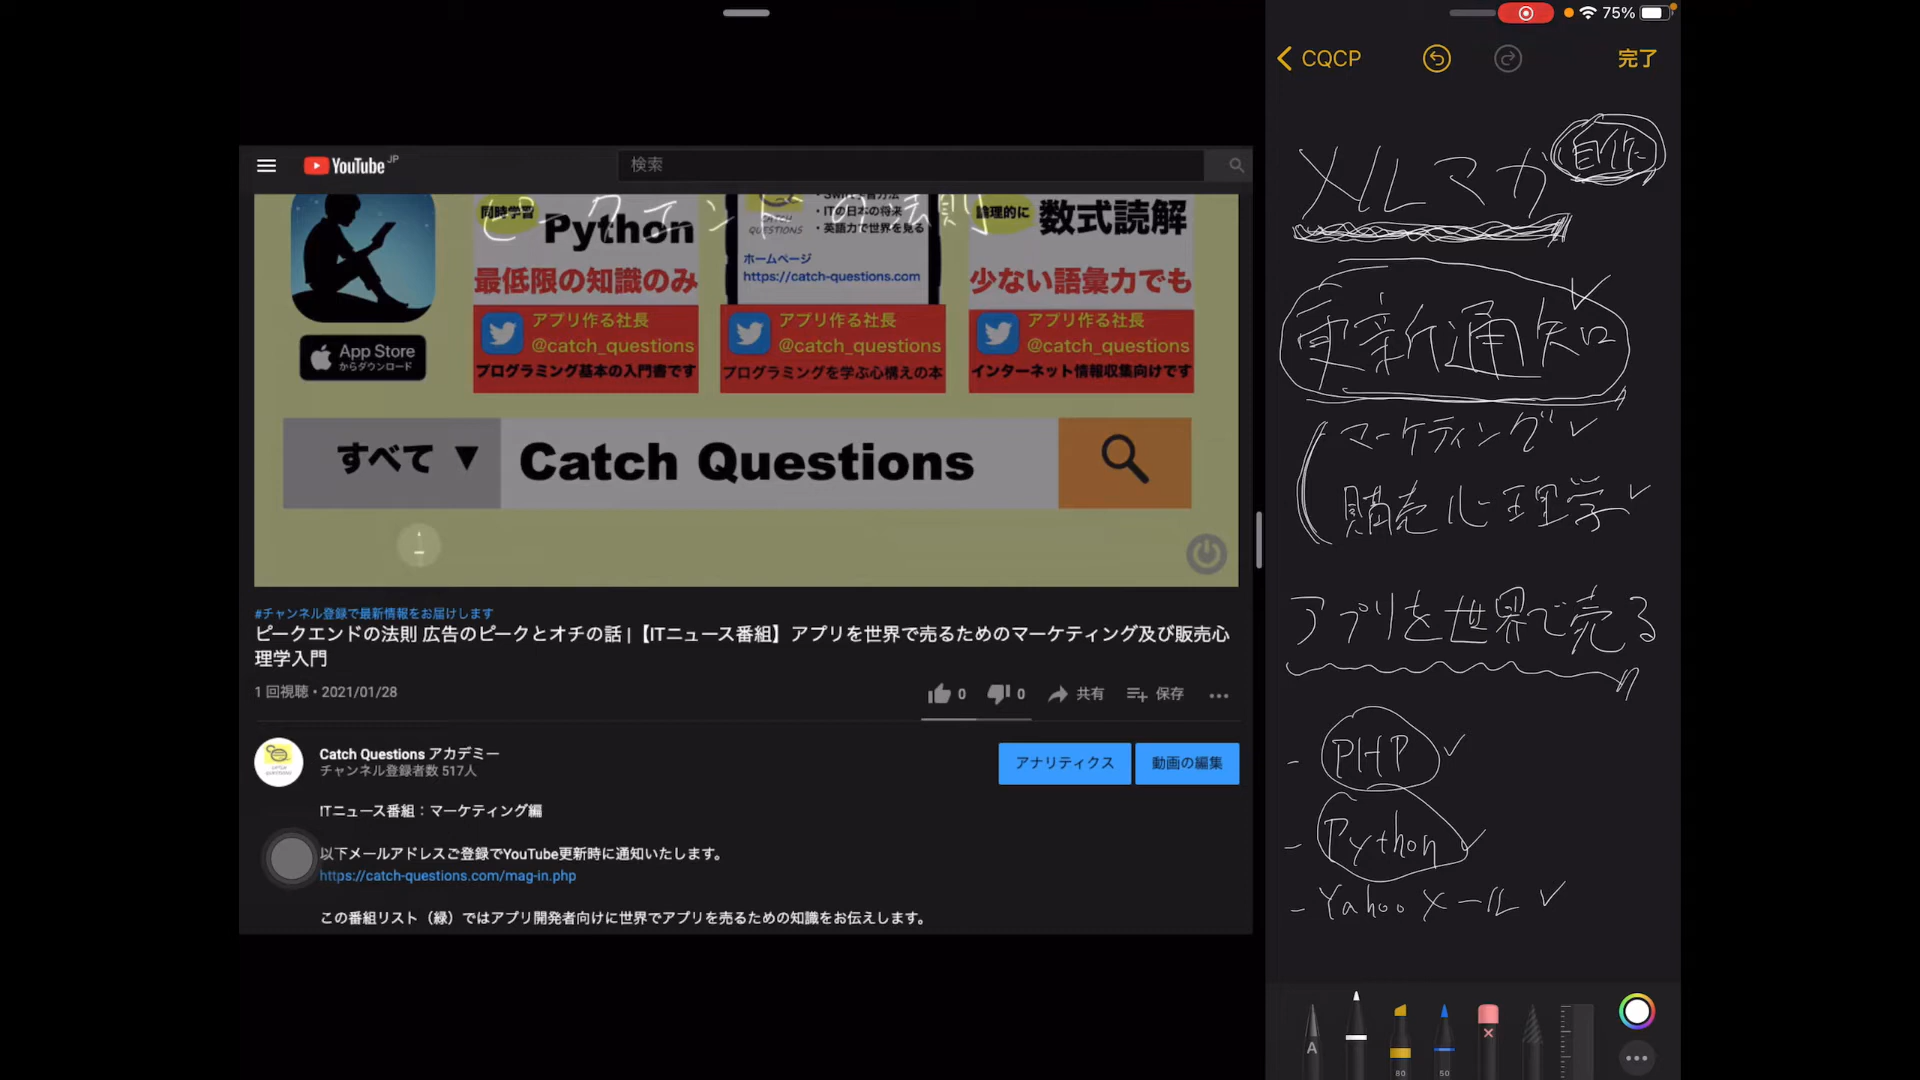 75%
CQCP
完了
YouTube JP
検索
ピークエンドの法則
同時学習
Python
最低限の知識のみ
・ITの日本の将来
・英語力で世界を見る
CATCH QUESTIONS
ホームページ
https://catch-questions.com
論理的に
数式読解
少ない語彙力でも
App Store
からダウンロード
アプリ作る社長
@catch_questions
プログラミング基本の入門書です
アプリ作る社長
@catch_questions
プログラミングを学ぶ心構えの本
アプリ作る社長
@catch_questions
インターネット情報収集向けです
すべて ▼
Catch Questions
#チャンネル登録で最新情報をお届けします
ピークエンドの法則 広告のピークとオチの話 |【ITニュース番組】アプリを世界で売るためのマーケティング及び販売心
理学入門
1 回視聴・2021/01/28
0
0
共有
保存
Catch Questions アカデミー
チャンネル登録者数 517人
アナリティクス
動画の編集
ITニュース番組：マーケティング編
以下メールアドレスご登録でYouTube更新時に通知いたします。
https://catch-questions.com/mag-in.php
この番組リスト（緑）ではアプリ開発者向けに世界でアプリを売るための知識をお伝えします。
メルマガ
自作
更新通知
マーケティング
販売心理学
アプリを世界で売る
- PHP
- Python
- Yahooメール
A
80
50